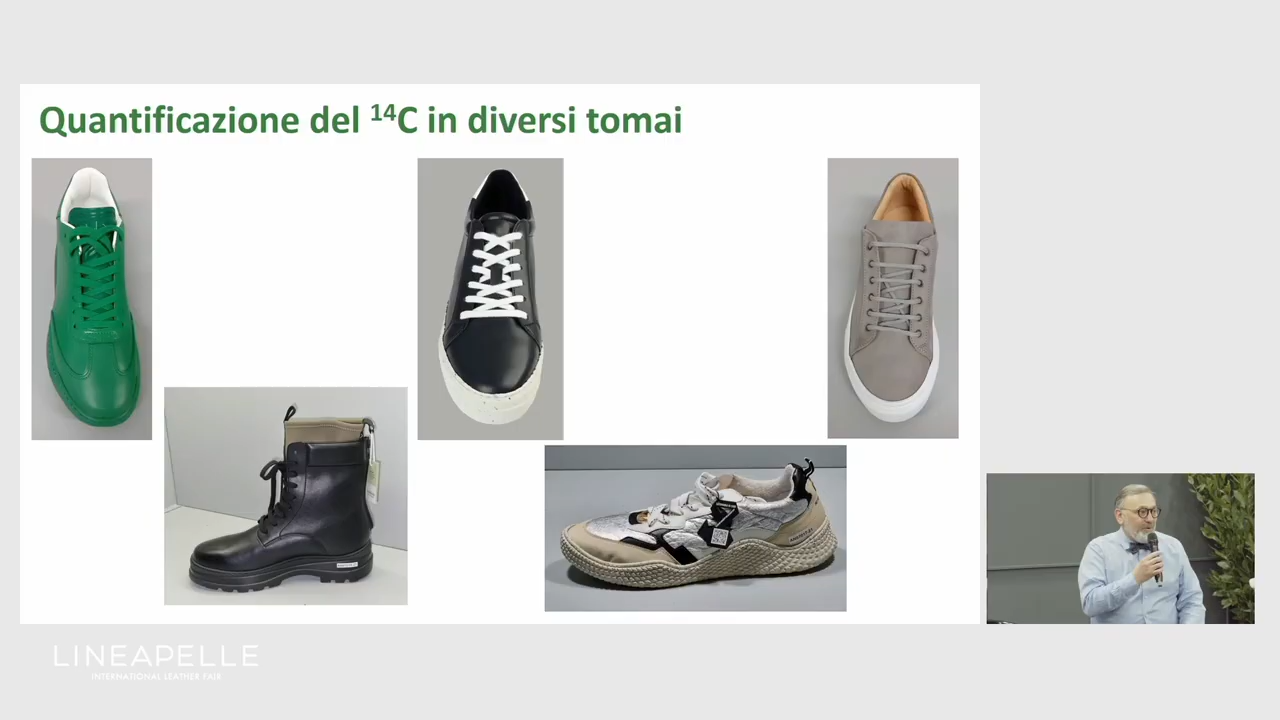 Quantificazione del ¹⁴C in diversi tomai
LINEAPELLE
INTERNATIONAL LEATHER FAIR